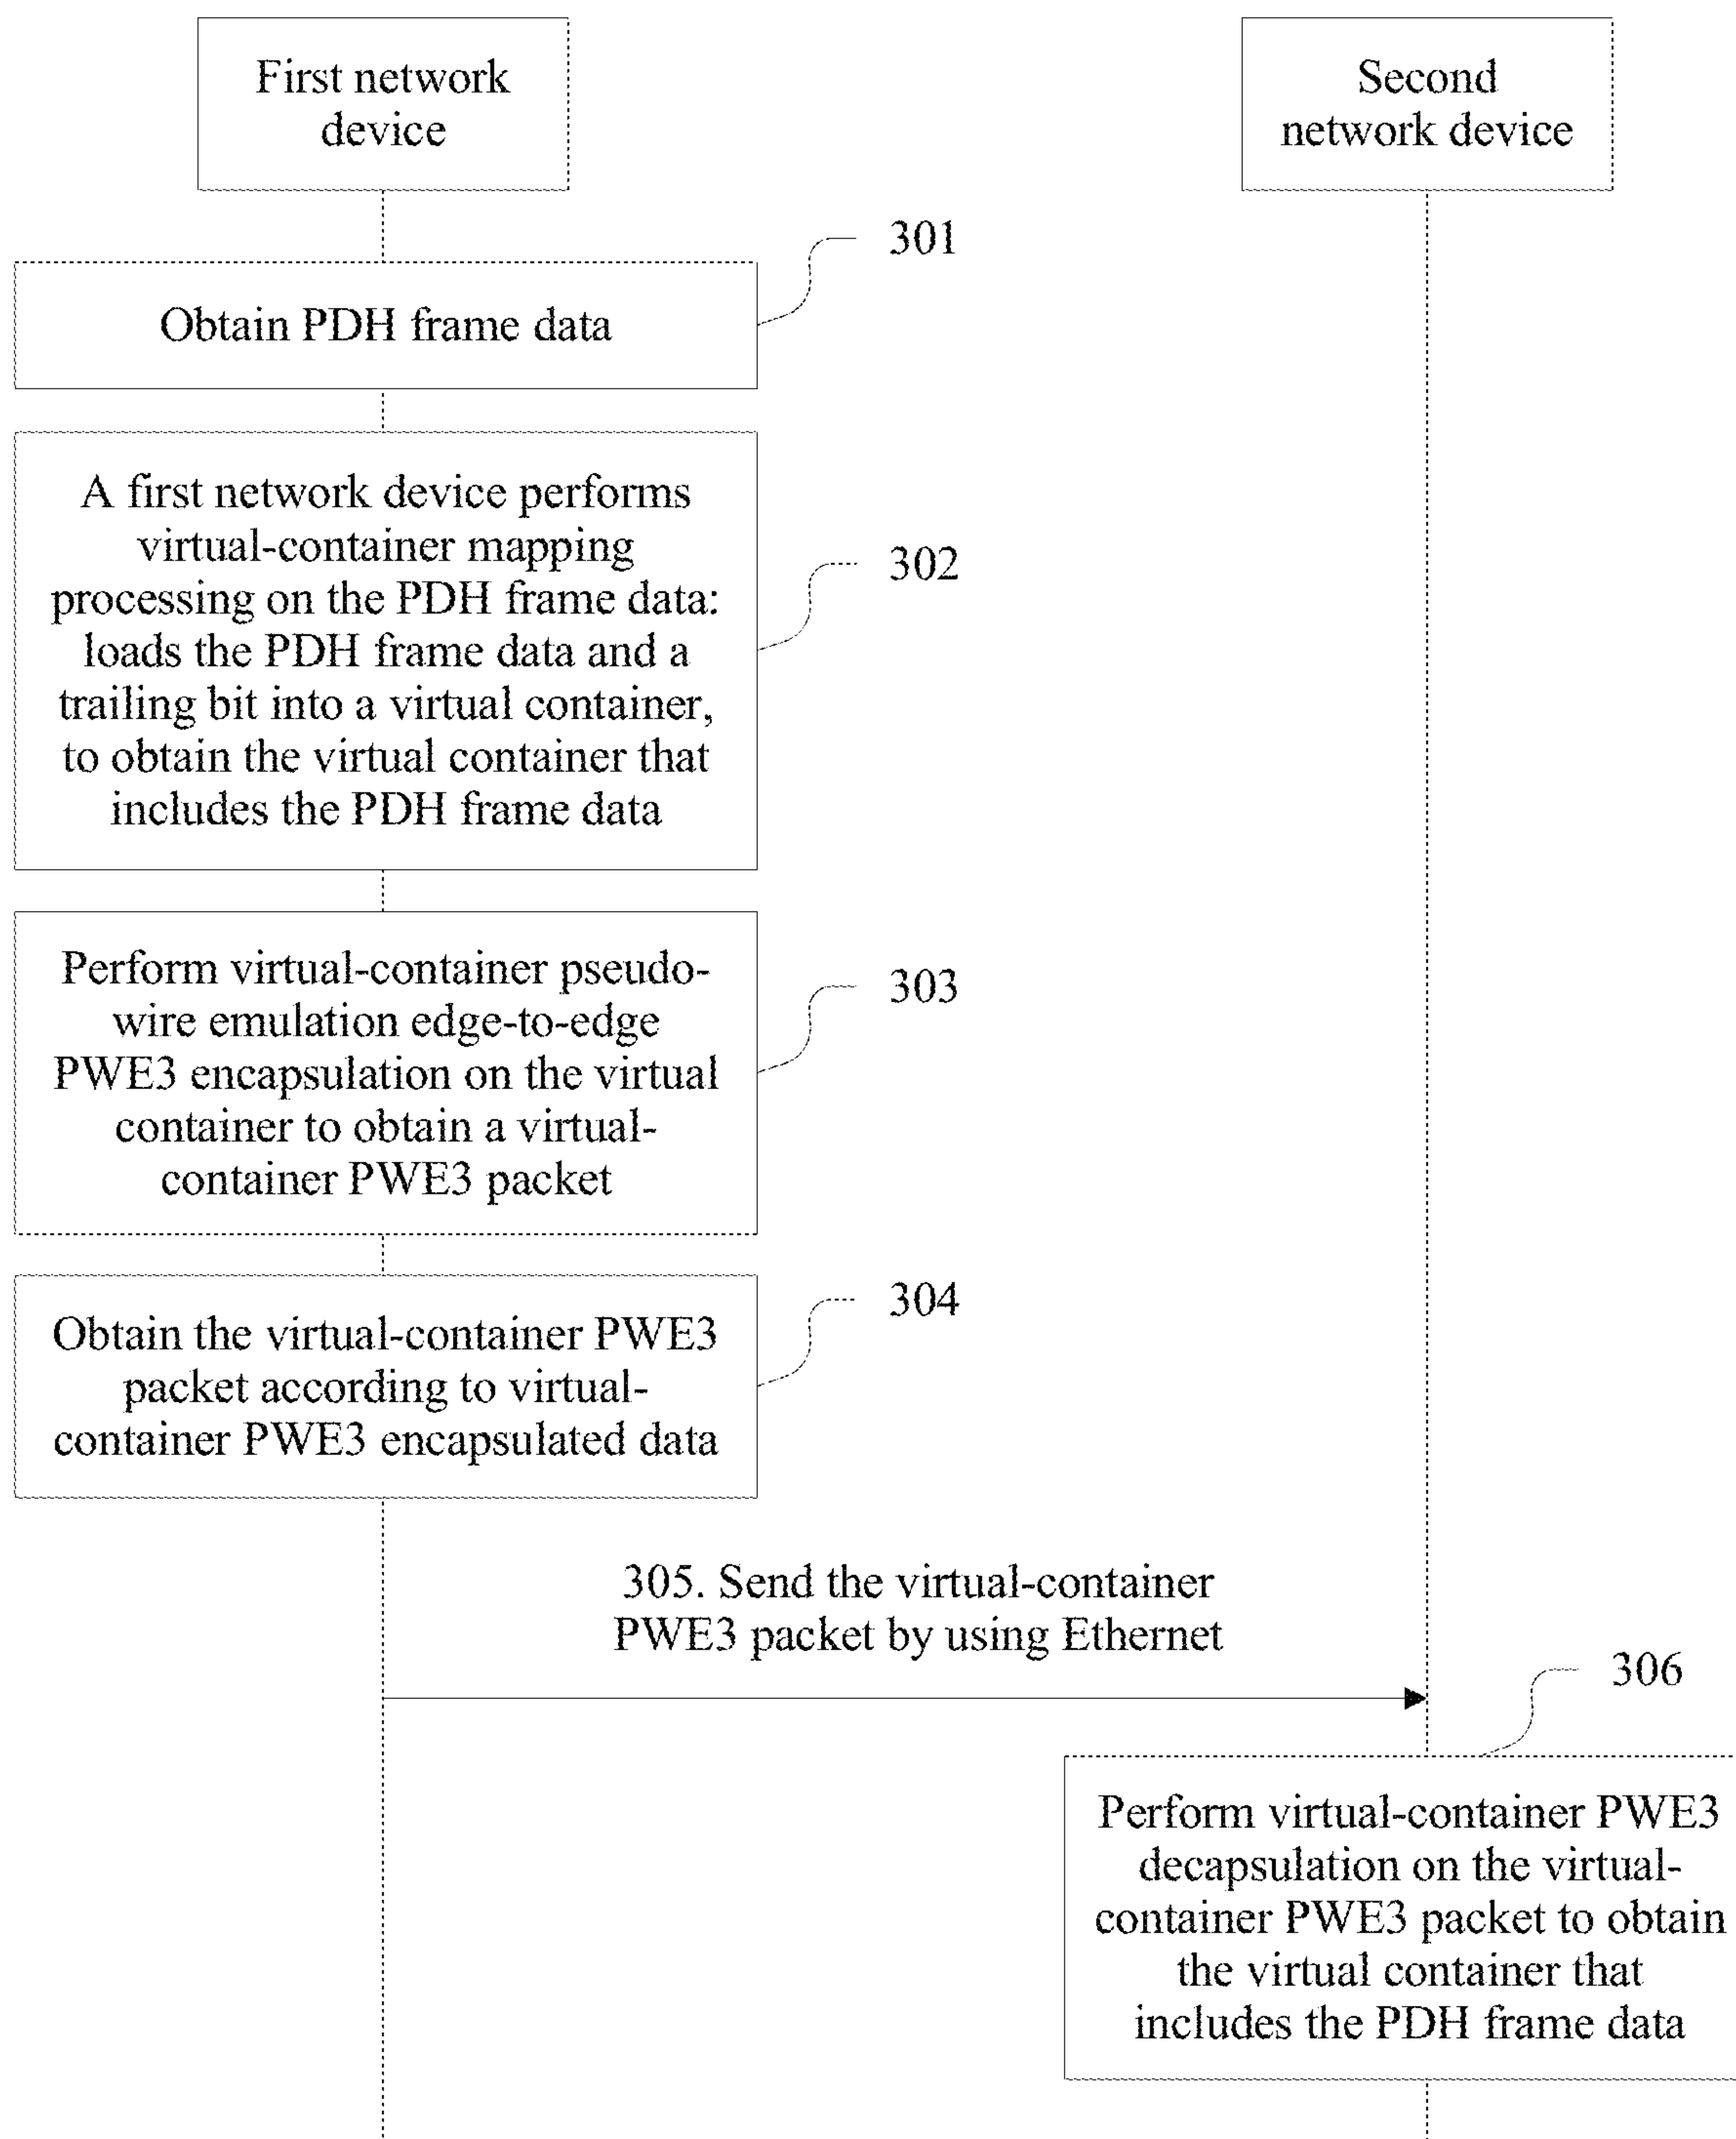 First network
device
Second
network device
301
Obtain PDH frame data
A first network device performs
virtual-container mapping
processing on the PDH frame data:
loads the PDH frame data and a
trailing bit into a virtual container,
to obtain the virtual container that
includes the PDH frame data
302
Perform virtual-container pseudo-
wire emulation edge-to-edge
PWE3 encapsulation on the virtual
container to obtain a virtual-
container PWE3 packet
303
Obtain the virtual-container PWE3
packet according to virtual-
container PWE3 encapsulated data
304
305. Send the virtual-container
PWE3 packet by using Ethernet
306
Perform virtual-container PWE3
decapsulation on the virtual-
container PWE3 packet to obtain
the virtual container that
includes the PDH frame data